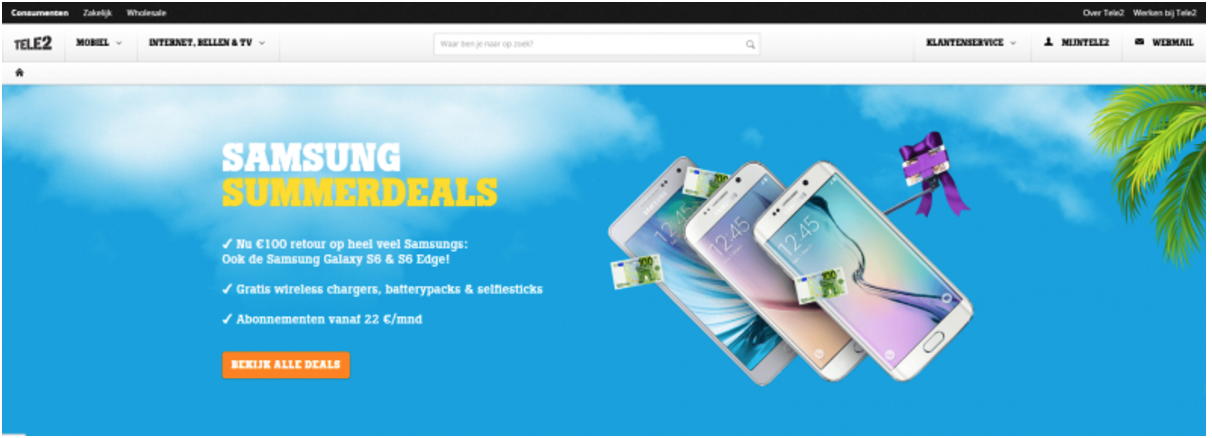 Consumenten Zakelijk Wholesale Over Tele2 Werken bij Tele2
TELE2 MOBIEL INTERNET, BELLEN & TV Waar ben je naar op zoek? KLANTENSERVICE MIJNTELE2 WEBMAIL
SAMSUNG
SUMMERDEALS
✓ Nu €100 retour op heel veel Samsungs:
Ook de Samsung Galaxy S6 & S6 Edge!
✓ Gratis wireless chargers, batterypacks & selfiesticks
✓ Abonnementen vanaf 22 €/mnd
BEKIJK ALLE DEALS
SAMSUNG
12:45
12:45
12:45
100
100
100